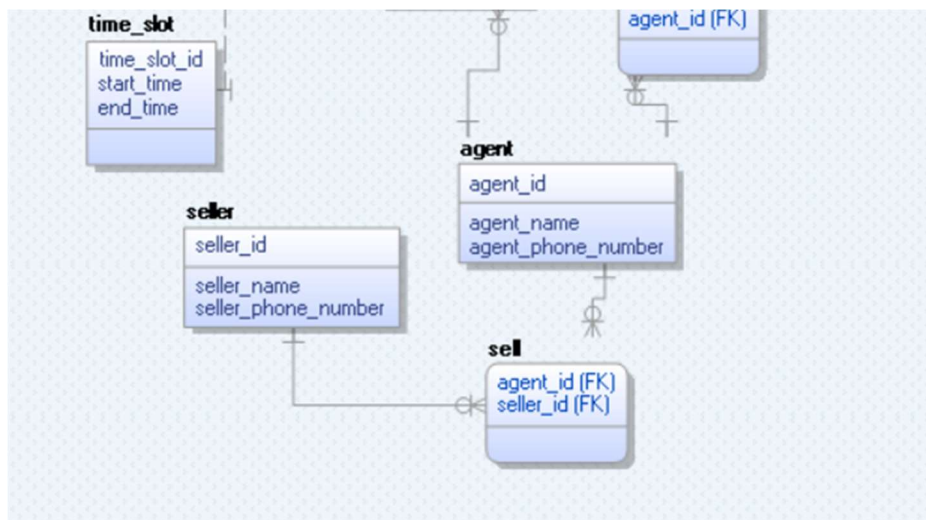 time_slot
time_slot_id
start_time
end_time
agent_id (FK)
agent
agent_id
agent_name
agent_phone_number
seller
seller_id
seller_name
seller_phone_number
sell
agent_id (FK)
seller_id (FK)